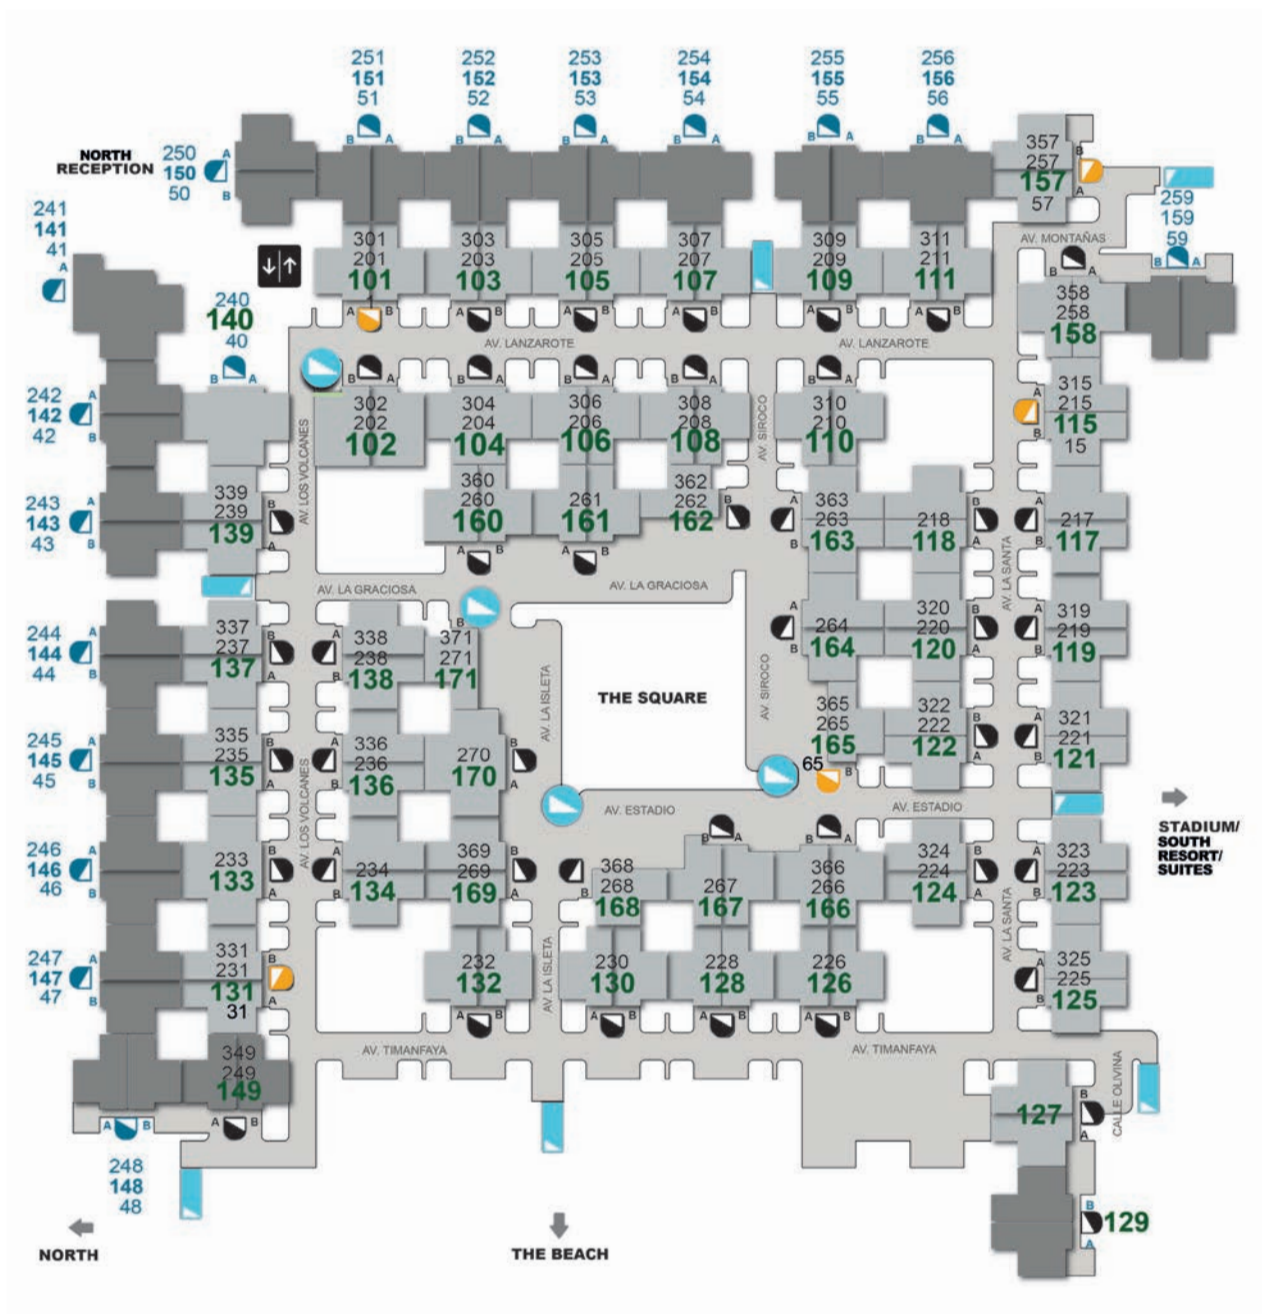 251
151
51
B A
252
152
52
B A
253
153
53
B A
254
154
54
B A
255
155
55
B A
256
156
56
B A
NORTH
RECEPTION
250
150
50
A
B
357
257
157
57
B
A
259
159
59
B A
241
141
41
A
AV. MONTAÑAS
B A
301
201
101
A B
303
203
103
A B
305
205
105
A B
307
207
107
A B
309
209
109
A B
311
211
111
A B
358
258
158
240
140
40
B A
AV. LANZAROTE
AV. LANZAROTE
B A
B A
B A
B A
B A
242
142
42
A
B
302
202
102
304
204
104
306
206
106
308
208
108
310
210
110
315
215
115
15
A
B
AV. LOS VOLCANES
AV. SIROCO
243
143
43
A
B
339
239
139
B
A
360
260
160
A B
261
161
A B
362
262
162
B
A
363
263
163
A
B
218
118
B
A
217
117
A
B
AV. LA SANTA
AV. LA GRACIOSA
AV. LA GRACIOSA
244
144
44
A
B
337
237
137
B
A
338
238
138
A
B
371
271
171
B
264
164
A
B
320
220
120
B
A
319
219
119
A
B
AV. LA ISLETA
THE SQUARE
AV. SIROCO
245
145
45
A
B
335
235
135
B
A
336
236
136
A
B
270
170
B
A
365
265
165
65
B
322
222
122
B
A
321
221
121
A
B
AV. LOS VOLCANES
AV. ESTADIO
AV. ESTADIO
STADIUM/
SOUTH
RESORT/
SUITES
246
146
46
A
B
233
133
B
A
234
134
A
B
369
269
169
B
A
368
268
168
B
267
167
B A
366
266
166
B A
324
224
124
B
A
323
223
123
A
B
AV. LA SANTA
247
147
47
A
B
331
231
131
31
B
A
232
132
A B
AV. LA ISLETA
230
130
A B
228
128
A B
226
126
A B
325
225
125
A
B
AV. TIMANFAYA
AV. TIMANFAYA
349
249
149
A B
A B
248
148
48
127
B
A
CALLE OLIVINA
B
A
129
NORTH
THE BEACH